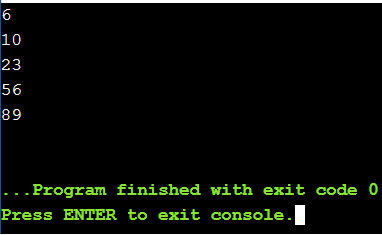 6
10
23
56
89
...Program finished with exit code 0
Press ENTER to exit console.